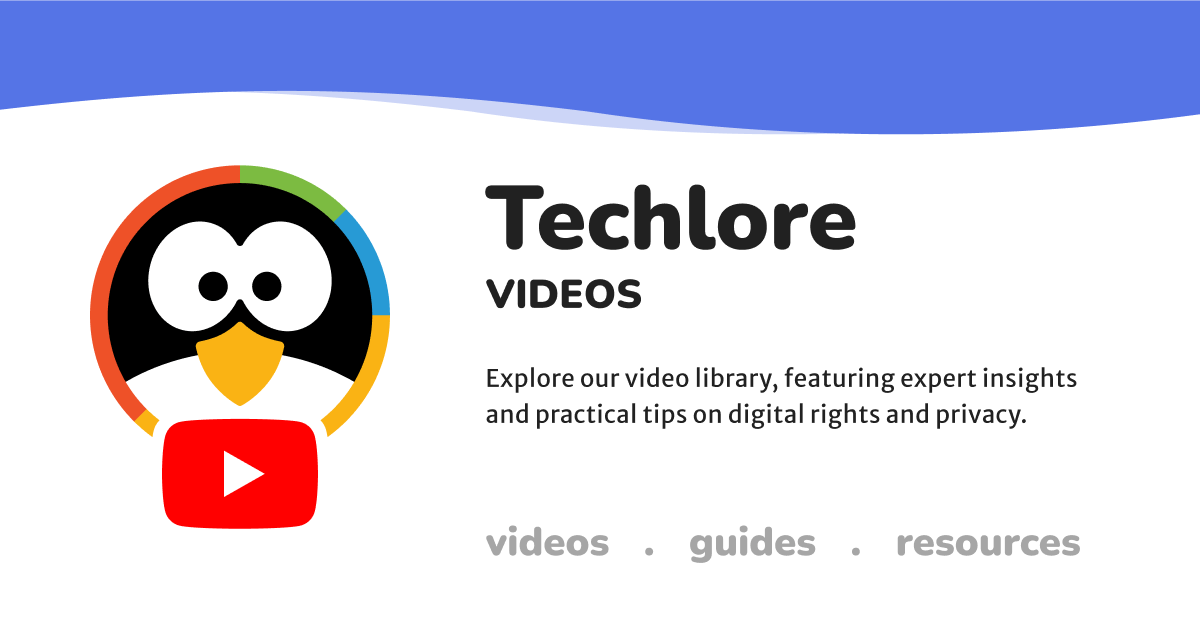 Techlore
VIDEOS
Explore our video library, featuring expert insights
and practical tips on digital rights and privacy.
videos . guides . resources